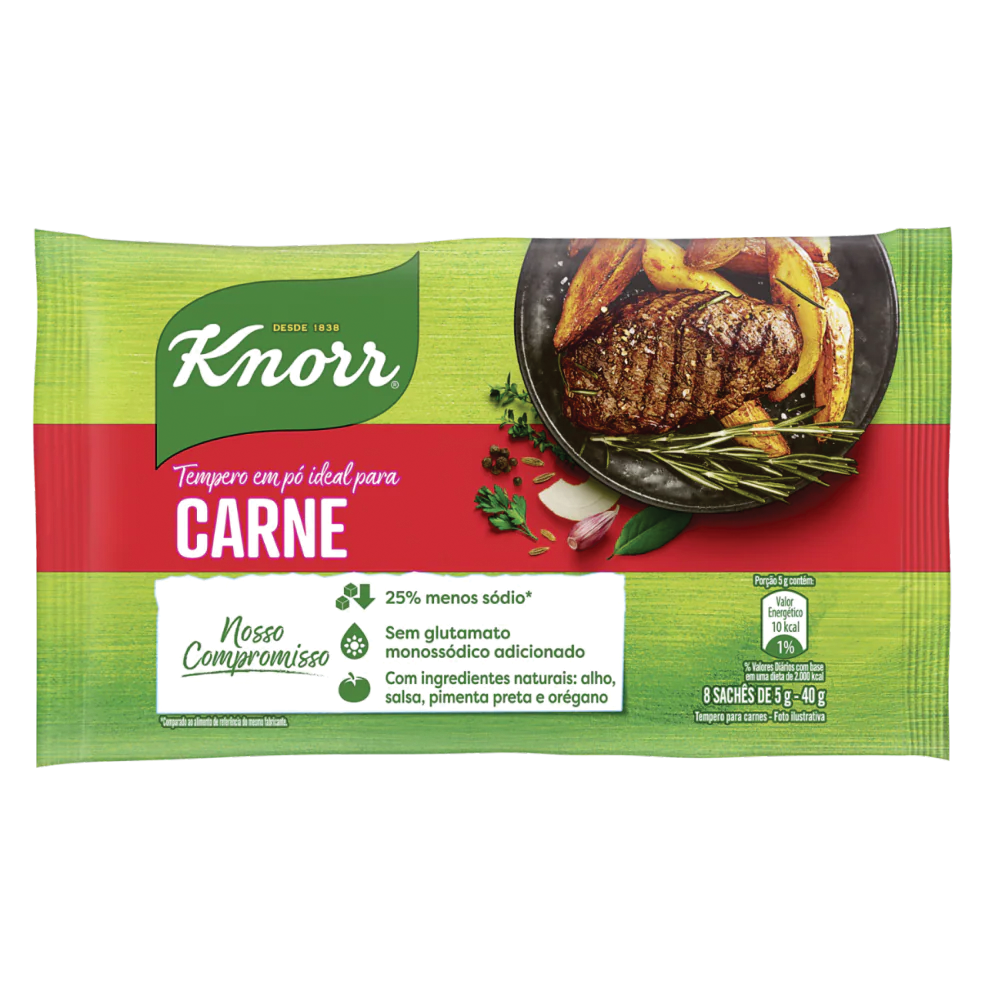 DESDE 1838
Knorr®
Tempero em pó ideal para
CARNE
Nosso
Compromisso
25% menos sódio*
Sem glutamato
monossódico adicionado
Com ingredientes naturais: alho,
salsa, pimenta preta e orégano
*Comparado ao alimento de referência do mesmo fabricante.
Porção 5 g contém:
Valor
Energético
10 kcal
1%
% Valores Diários com base
em uma dieta de 2.000 kcal
8 SACHÊS DE 5 g - 40 g
Tempero para carnes - Foto ilustrativa